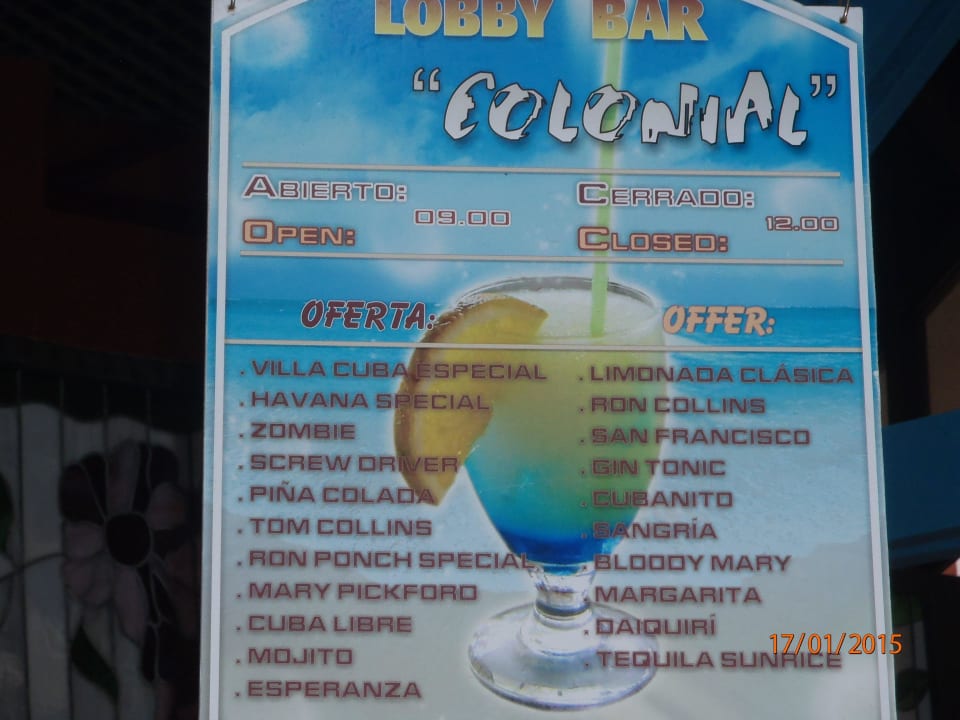 LOBBY BAR
"COLONIAL"
ABIERTO:
OPEN:
09.00
CERRADO:
CLOSED:
12.00
OFERTA:
. VILLA CUBA ESPECIAL
. HAVANA SPECIAL
. ZOMBIE
. SCREW DRIVER
. PIÑA COLADA
. TOM COLLINS
. RON PONCH SPECIAL
. MARY PICKFORD
. CUBA LIBRE
. MOJITO
. ESPERANZA
OFFER:
. LIMONADA CLÁSICA
. RON COLLINS
. SAN FRANCISCO
. GIN TONIC
. CUBANITO
. SANGRÍA
. BLOODY MARY
. MARGARITA
. DAIQUIRÍ
. TEQUILA SUNRICE
17/01/2015